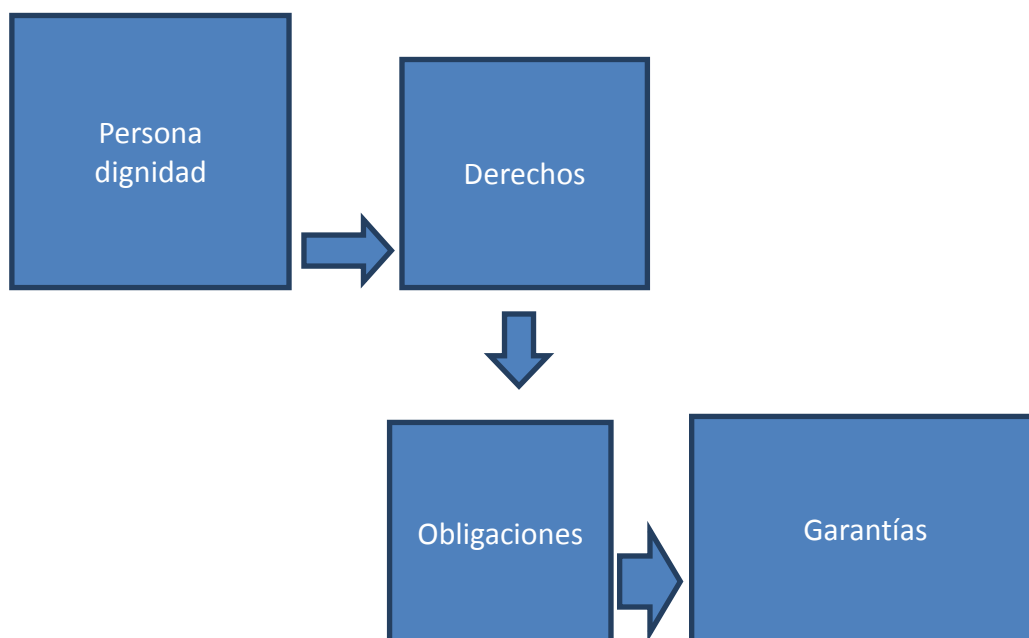 Persona
dignidad
Derechos
Obligaciones
Garantías